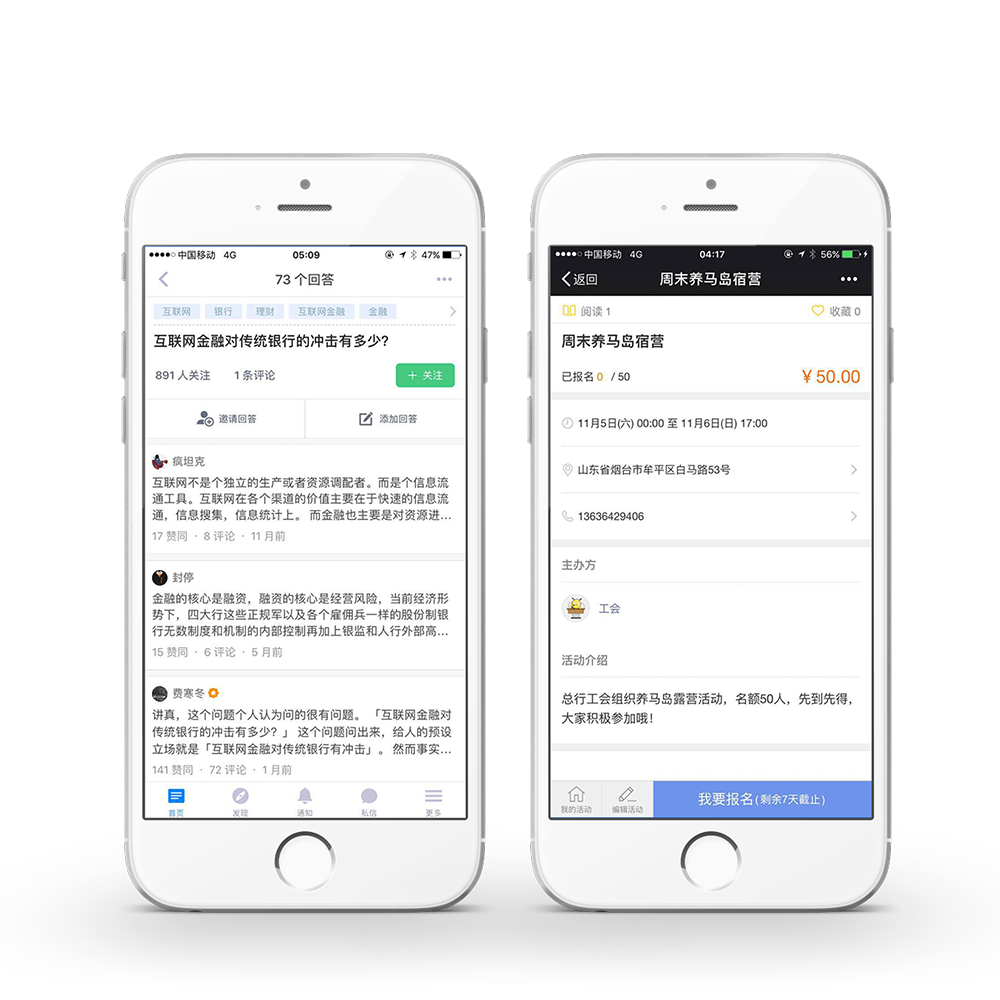 中国移动 4G 05:09 47%
73 个回答
互联网 银行 理财 互联网金融 金融
互联网金融对传统银行的冲击有多少?
891 人关注 1 条评论 + 关注
邀请回答 添加回答
疯坦克
互联网不是个独立的生产或者资源调配者。而是个信息流
通工具。互联网在各个渠道的价值主要在于快速的信息流
通，信息搜集，信息统计上。 而金融也主要是对资源进...
17 赞同 · 8 评论 · 11 月前
封停
金融的核心是融资，融资的核心是经营风险，当前经济形
势下，四大行这些正规军以及各个雇佣兵一样的股份制银
行无数制度和机制的内部控制再加上银监和人行外部高...
15 赞同 · 6 评论 · 5 月前
费寒冬
讲真，这个问题个人认为问的很有问题。 「互联网金融对
传统银行的冲击有多少？」 这个问题问出来，给人的预设
立场就是「互联网金融对传统银行有冲击」。 然而事实...
141 赞同 · 72 评论 · 1 月前
首页 发现 通知 私信 更多
中国移动 4G 04:17 56%
返回 周末养马岛宿营
阅读 1 收藏 0
周末养马岛宿营
已报名 0 / 50 ￥50.00
11月5日(六) 00:00 至 11月6日(日) 17:00
山东省烟台市牟平区白马路53号
13636429406
主办方
工会
活动介绍
总行工会组织养马岛露营活动，名额50人，先到先得，
大家积极参加哦！
我的活动 编辑活动 我要报名(剩余7天截止)